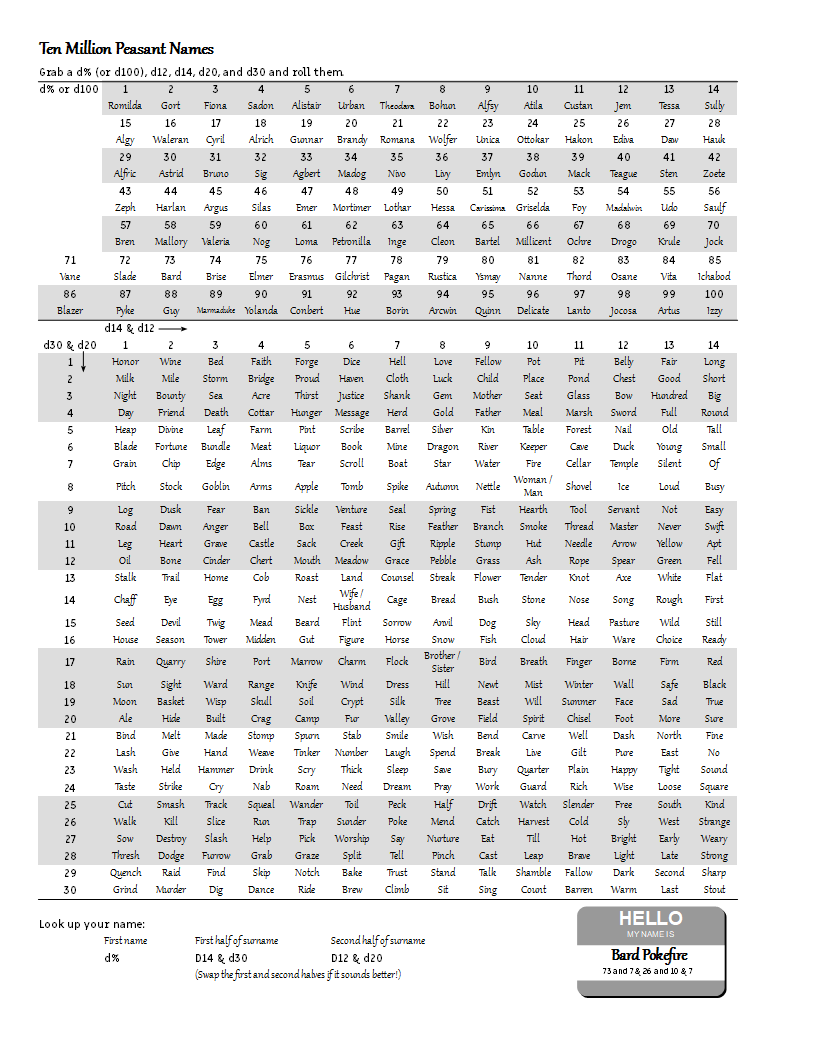 Ten Million Peasant Names
Grab a d% (or d100), d12, d14, d20, and d30 and roll them.
d% or d100 1 2 3 4 5 6 7 8 9 10 11 12 13 14
Romilda Gort Fiona Sadon Alistair Urban Theodara Bohun Alfsy Atila Custan Jem Tessa Sully
15 16 17 18 19 20 21 22 23 24 25 26 27 28
Algy Waleran Cyril Alrich Gunnar Brandy Romana Wolfer Unica Ottokar Hakon Ediva Daw Hauk
29 30 31 32 33 34 35 36 37 38 39 40 41 42
Alfric Astrid Bruno Sig Agbert Madog Nivo Livy Emlyn Godun Mack Teague Sten Zoete
43 44 45 46 47 48 49 50 51 52 53 54 55 56
Zeph Harlan Argus Silas Emer Mortimer Lothar Hessa Carissima Griselda Foy Madalwin Udo Saulf
57 58 59 60 61 62 63 64 65 66 67 68 69 70
Bren Mallory Valeria Nog Loma Petronilla Inge Cleon Bartel Millicent Ochre Drogo Krule Jock
71 72 73 74 75 76 77 78 79 80 81 82 83 84 85
Vane Slade Bard Brise Elmer Erasmus Gilchrist Pagan Rustica Ysmay Nanne Thord Osane Vita Ichabod
86 87 88 89 90 91 92 93 94 95 96 97 98 99 100
Blazer Pyke Guy Marmaduke Yolanda Conbert Hue Borin Arcwin Quinn Delicate Lanto Jocosa Artus Izzy
d14 & d12
d30 & d20 1 2 3 4 5 6 7 8 9 10 11 12 13 14
1 Honor Wine Bed Faith Forge Dice Hell Love Fellow Pot Pit Belly Fair Long
2 Milk Mile Storm Bridge Proud Haven Cloth Luck Child Place Pond Chest Good Short
3 Night Bounty Sea Acre Thirst Justice Shank Gem Mother Seat Glass Bow Hundred Big
4 Day Friend Death Cottar Hunger Message Herd Gold Father Meal Marsh Sword Full Round
5 Heap Divine Leaf Farm Pint Scribe Barrel Silver Kin Table Forest Nail Old Tall
6 Blade Fortune Bundle Meat Liquor Book Mine Dragon River Keeper Cave Duck Young Small
7 Grain Chip Edge Alms Tear Scroll Boat Star Water Fire Cellar Temple Silent Of
8 Pitch Stock Goblin Arms Apple Tomb Spike Autumn Nettle Woman / Man Shovel Ice Loud Busy
9 Log Dusk Fear Ban Sickle Venture Seal Spring Fist Hearth Tool Servant Not Easy
10 Road Dawn Anger Bell Box Feast Rise Feather Branch Smoke Thread Master Never Swift
11 Leg Heart Grave Castle Sack Creek Gift Ripple Stump Hut Needle Arrow Yellow Apt
12 Oil Bone Cinder Chert Mouth Meadow Grace Pebble Grass Ash Rope Spear Green Fell
13 Stalk Trail Home Cob Roast Land Counsel Streak Flower Tender Knot Axe White Flat
14 Chaff Eye Egg Fyrd Nest Wife / Husband Cage Bread Bush Stone Nose Song Rough First
15 Seed Devil Twig Mead Beard Flint Sorrow Anvil Dog Sky Head Pasture Wild Still
16 House Season Tower Midden Gut Figure Horse Snow Fish Cloud Hair Ware Choice Ready
17 Rain Quarry Shire Port Marrow Charm Flock Brother / Sister Bird Breath Finger Borne Firm Red
18 Sun Sight Ward Range Knife Wind Dress Hill Newt Mist Winter Wall Safe Black
19 Moon Basket Wisp Skull Soil Crypt Silk Tree Beast Will Summer Face Sad True
20 Ale Hide Built Crag Camp Fur Valley Grove Field Spirit Chisel Foot More Sure
21 Bind Melt Made Stomp Spurn Stab Smile Wish Bend Carve Well Dash North Fine
22 Lash Give Hand Weave Tinker Number Laugh Spend Break Live Gilt Pure East No
23 Wash Held Hammer Drink Scry Thick Sleep Save Bury Quarter Plain Happy Tight Sound
24 Taste Strike Cry Nab Roam Need Dream Pray Work Guard Rich Wise Loose Square
25 Cut Smash Track Squeal Wander Toil Peck Half Drift Watch Slender Free South Kind
26 Walk Kill Slice Run Trap Sunder Poke Mend Catch Harvest Cold Sly West Strange
27 Sow Destroy Slash Help Pick Worship Say Nurture Eat Till Hot Bright Early Weary
28 Thresh Dodge Furrow Grab Graze Split Tell Pinch Cast Leap Brave Light Late Strong
29 Quench Raid Find Skip Notch Bake Trust Stand Talk Shamble Fallow Dark Second Sharp
30 Grind Murder Dig Dance Ride Brew Climb Sit Sing Count Barren Warm Last Stout
Look up your name:
First name First half of surname Second half of surname
d% D14 & d30 D12 & d20
(Swap the first and second halves if it sounds better!)
HELLO
MY NAME IS
Bard Pokefire
73 and 7 & 26 and 10 & 7